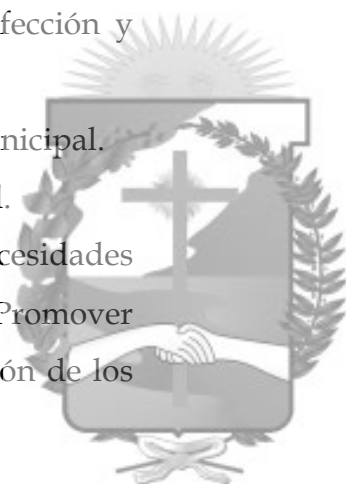 fección y
nicipal.
l.
cesidades
Promover
ón de los